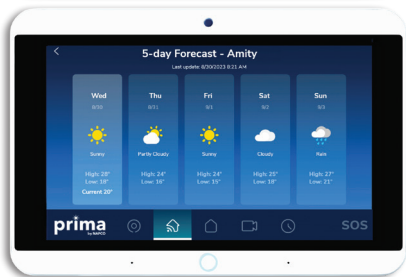 5-day Forecast - Amity
Last update: 8/30/2023 8:21 AM
Wed
8/30
Sunny
High: 28°
Low: 18°
Current 20°
Thu
8/31
Partly Cloudy
High: 24°
Low: 16°
Fri
9/1
Sunny
High: 24°
Low: 15°
Sat
9/2
Cloudy
High: 25°
Low: 18°
Sun
9/3
Rain
High: 27°
Low: 21°
prima
by NAPCO
SOS